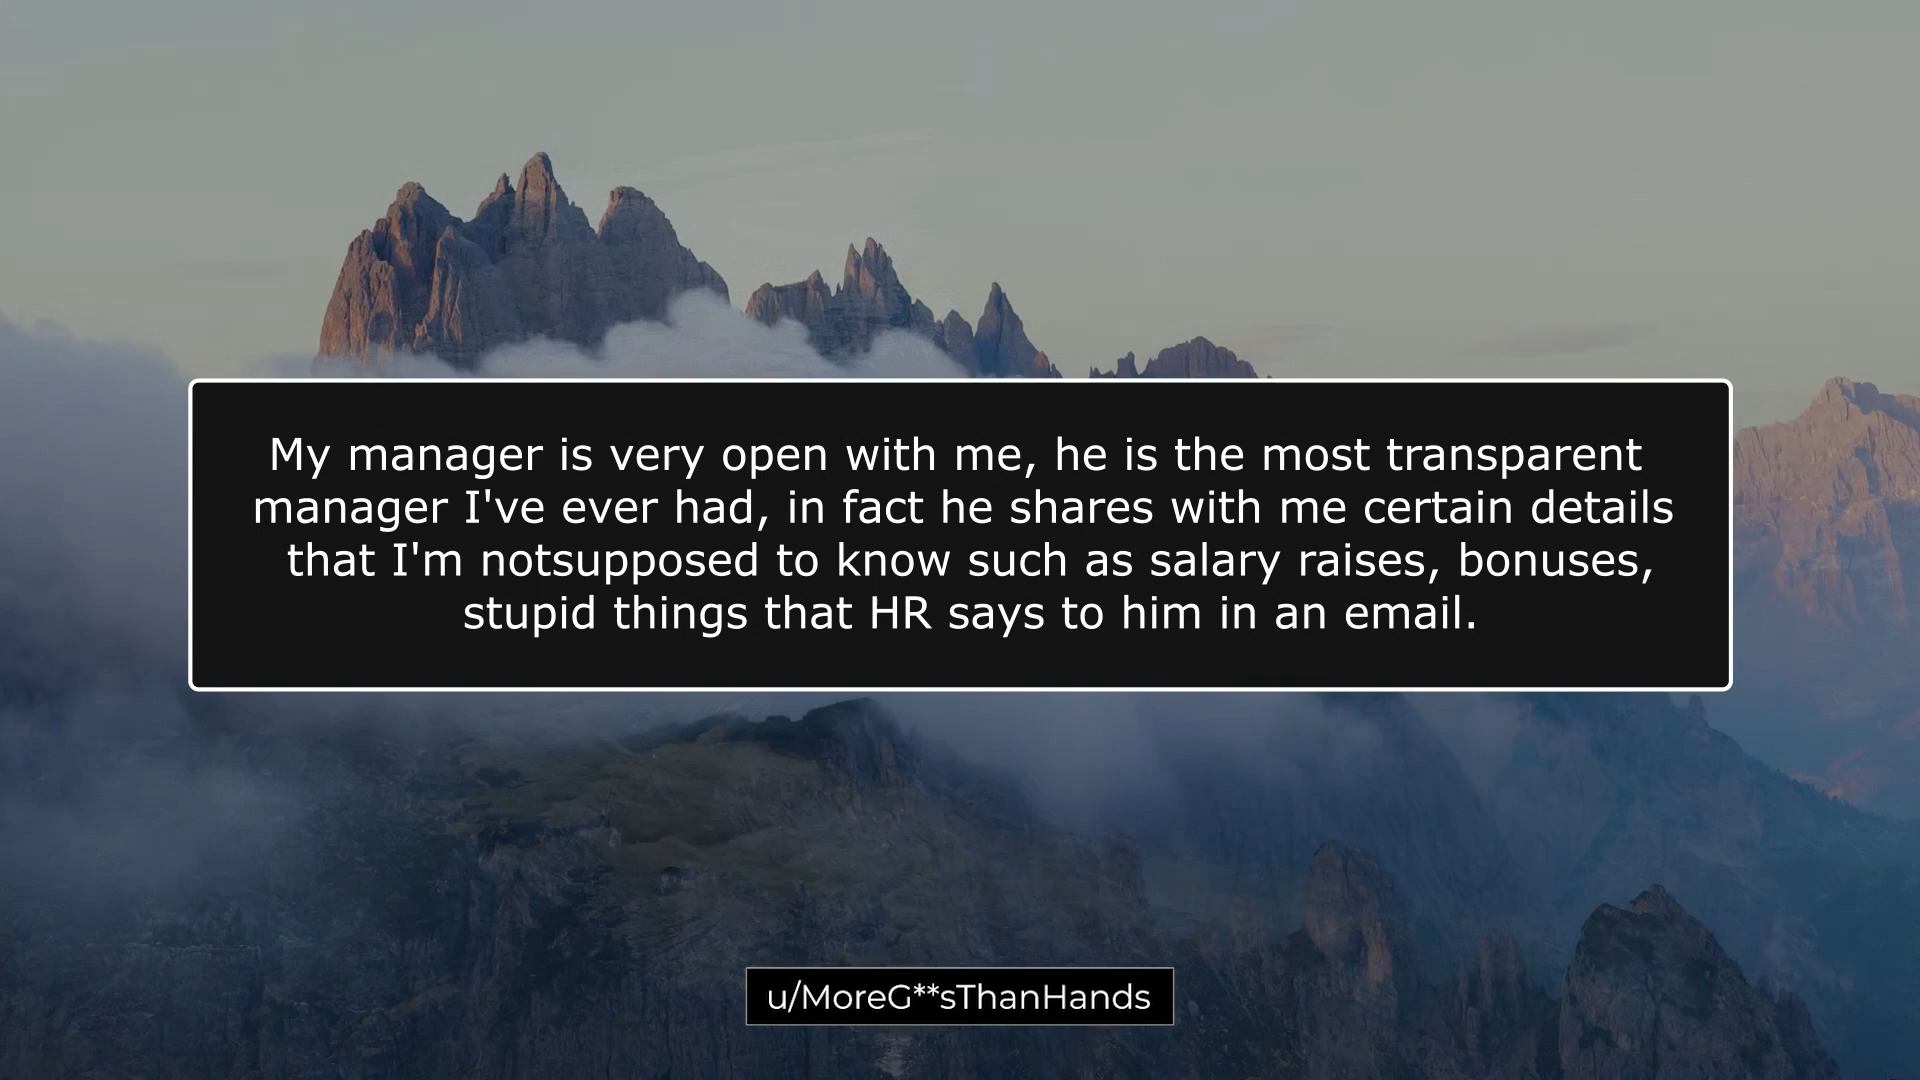 My manager is very open with me, he is the most transparent
manager I've ever had, in fact he shares with me certain details
that I'm notsupposed to know such as salary raises, bonuses,
stupid things that HR says to him in an email.
u/MoreG**sThanHands